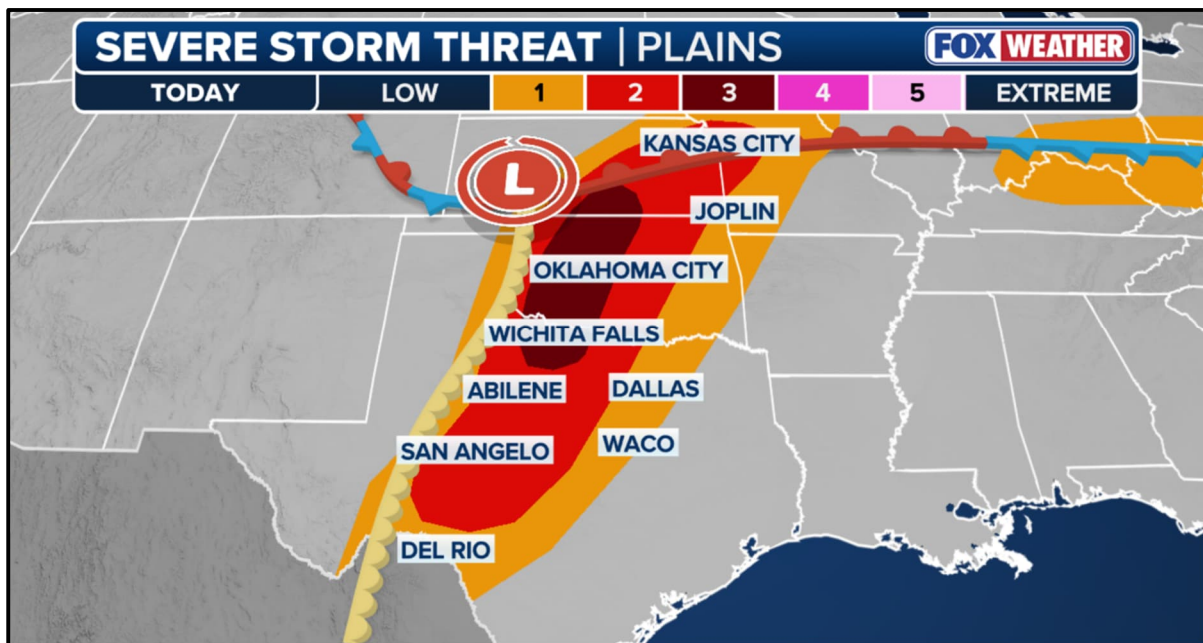 SEVERE STORM THREAT | PLAINS
FOX WEATHER
TODAY LOW 1 2 3 4 5 EXTREME
KANSAS CITY
L
JOPLIN
OKLAHOMA CITY
WICHITA FALLS
ABILENE
DALLAS
WACO
SAN ANGELO
DEL RIO